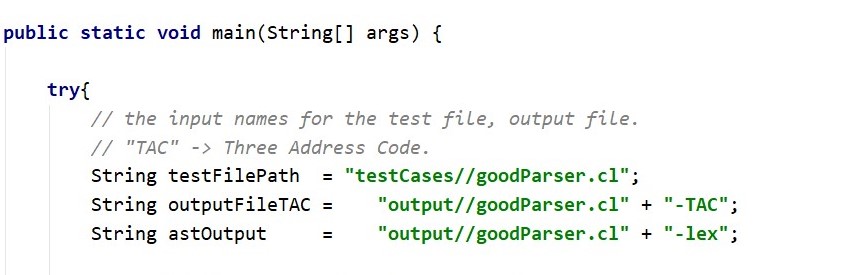 public static void main(String[] args) {
try{
// the input names for the test file, output file.
// "TAC" -> Three Address Code.
String testFilePath  = "testCases//goodParser.cl";
String outputFileTAC =    "output//goodParser.cl" + "-TAC";
String astOutput     =    "output//goodParser.cl" + "-lex";